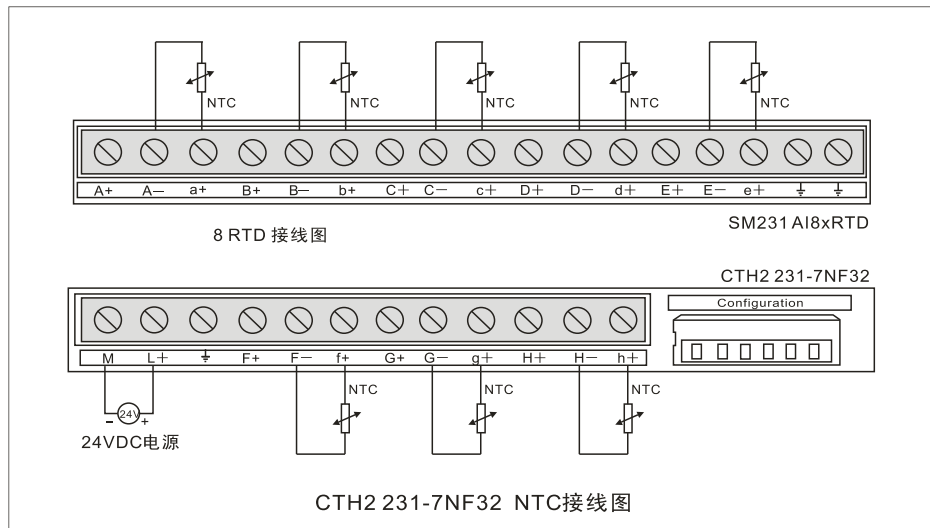 NTC NTC NTC NTC NTC
A+ A− a+ B+ B− b+ C+ C− c+ D+ D− d+ E+ E− e+
8 RTD 接线图
SM231 AI8xRTD
CTH2 231-7NF32
Configuration
M L+ F+ F− f+ G+ G− g+ H+ H− h+
NTC NTC NTC
− 24V +
24VDC电源
CTH2 231-7NF32 NTC接线图